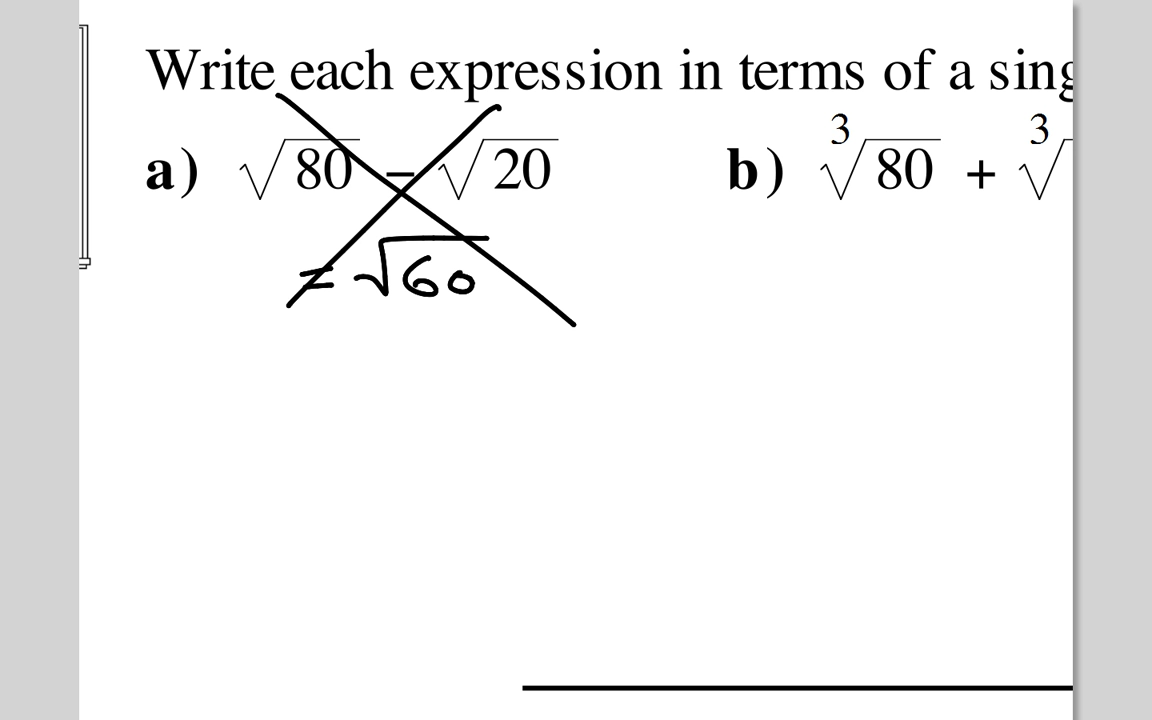 Write each expression in terms of a sing
a) √80 – √20 b) ∛80 + ∛
= √60